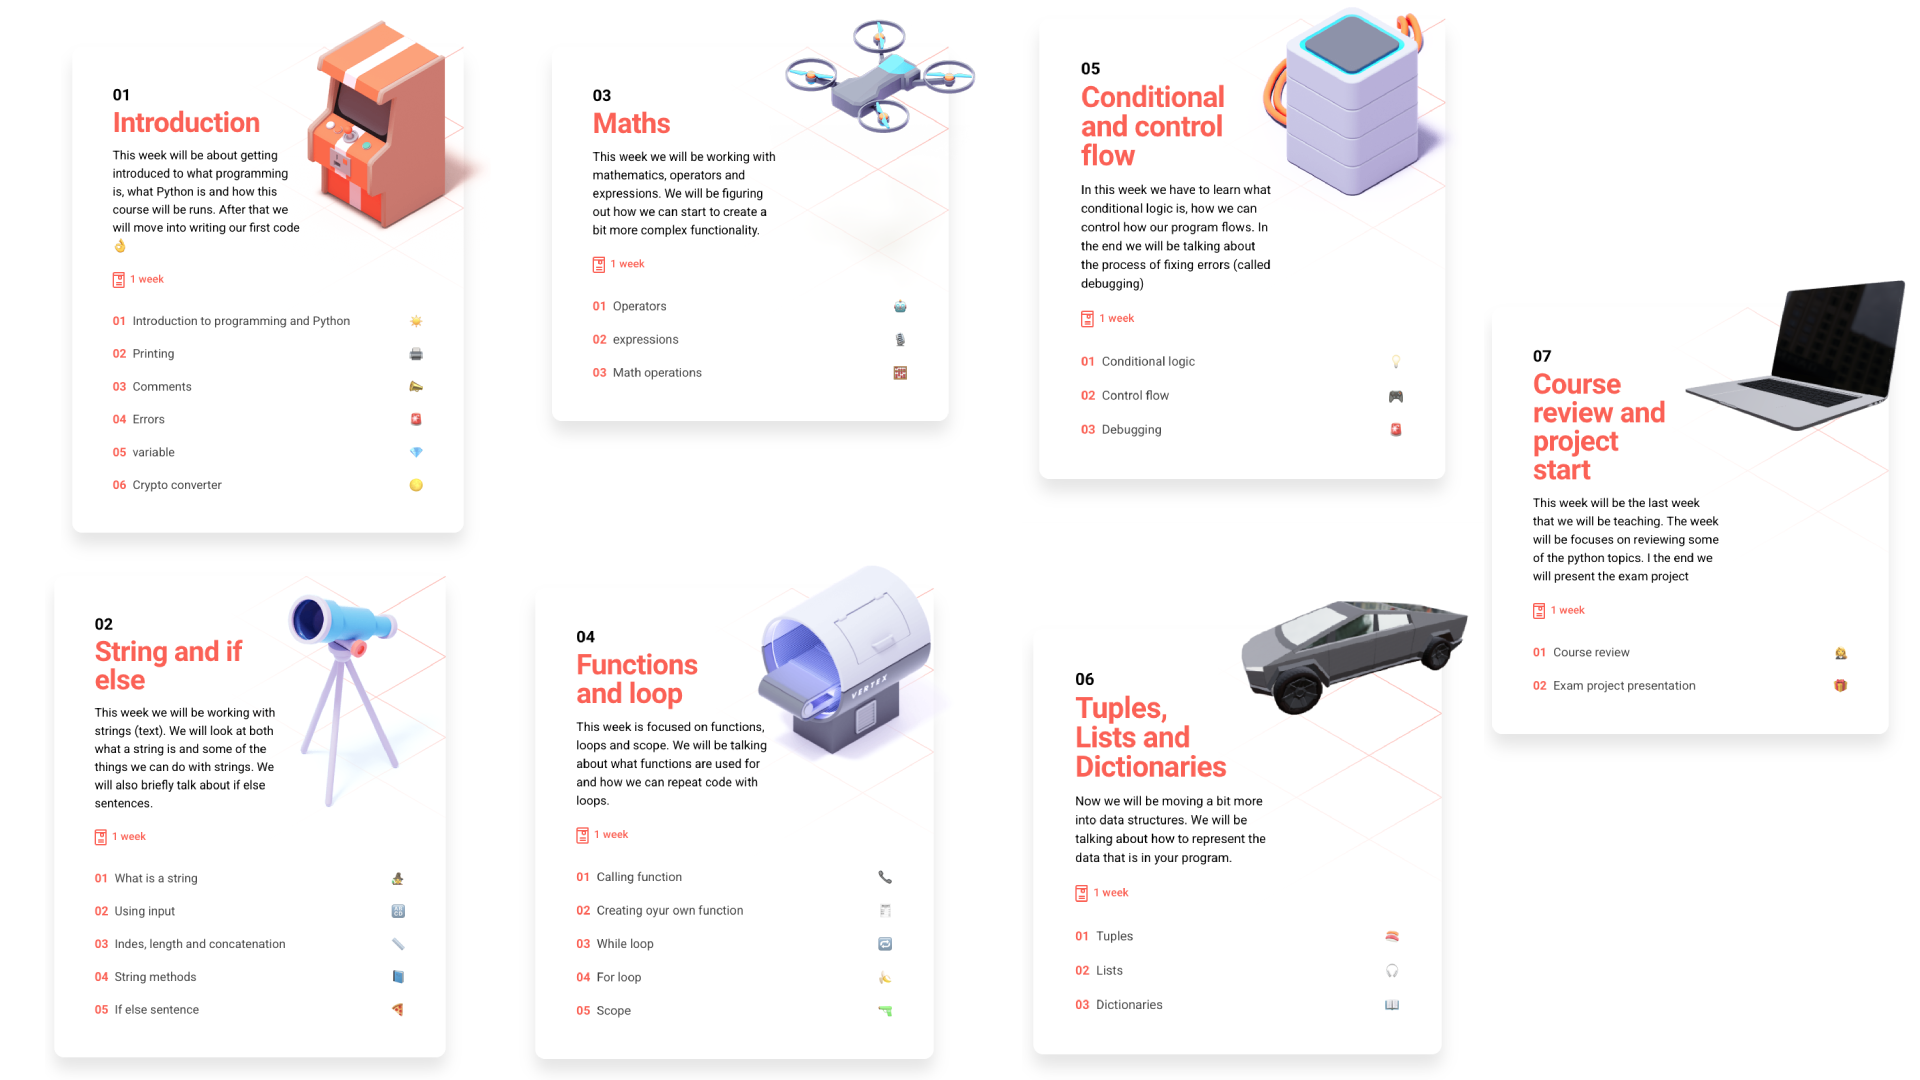 01
Introduction
This week will be about getting
introduced to what programming
is, what Python is and how this
course will be runs. After that we
will move into writing our first code
👌
1 week
01 Introduction to programming and Python
02 Printing
03 Comments
04 Errors
05 variable
06 Crypto converter
02
String and if
else
This week we will be working with
strings (text). We will look at both
what a string is and some of the
things we can do with strings. We
will also briefly talk about if else
sentences.
1 week
01 What is a string
02 Using input
03 Indes, length and concatenation
04 String methods
05 If else sentence
03
Maths
This week we will be working with
mathematics, operators and
expressions. We will be figuring
out how we can start to create a
bit more complex functionality.
1 week
01 Operators
02 expressions
03 Math operations
04
Functions
and loop
This week is focused on functions,
loops and scope. We will be talking
about what functions are used for
and how we can repeat code with
loops.
1 week
01 Calling function
02 Creating oyur own function
03 While loop
04 For loop
05 Scope
VERTEX
05
Conditional
and control
flow
In this week we have to learn what
conditional logic is, how we can
control how our program flows. In
the end we will be talking about
the process of fixing errors (called
debugging)
1 week
01 Conditional logic
02 Control flow
03 Debugging
06
Tuples,
Lists and
Dictionaries
Now we will be moving a bit more
into data structures. We will be
talking about how to represent the
data that is in your program.
1 week
01 Tuples
02 Lists
03 Dictionaries
07
Course
review and
project
start
This week will be the last week
that we will be teaching. The week
will be focuses on reviewing some
of the python topics. I the end we
will present the exam project
1 week
01 Course review
02 Exam project presentation